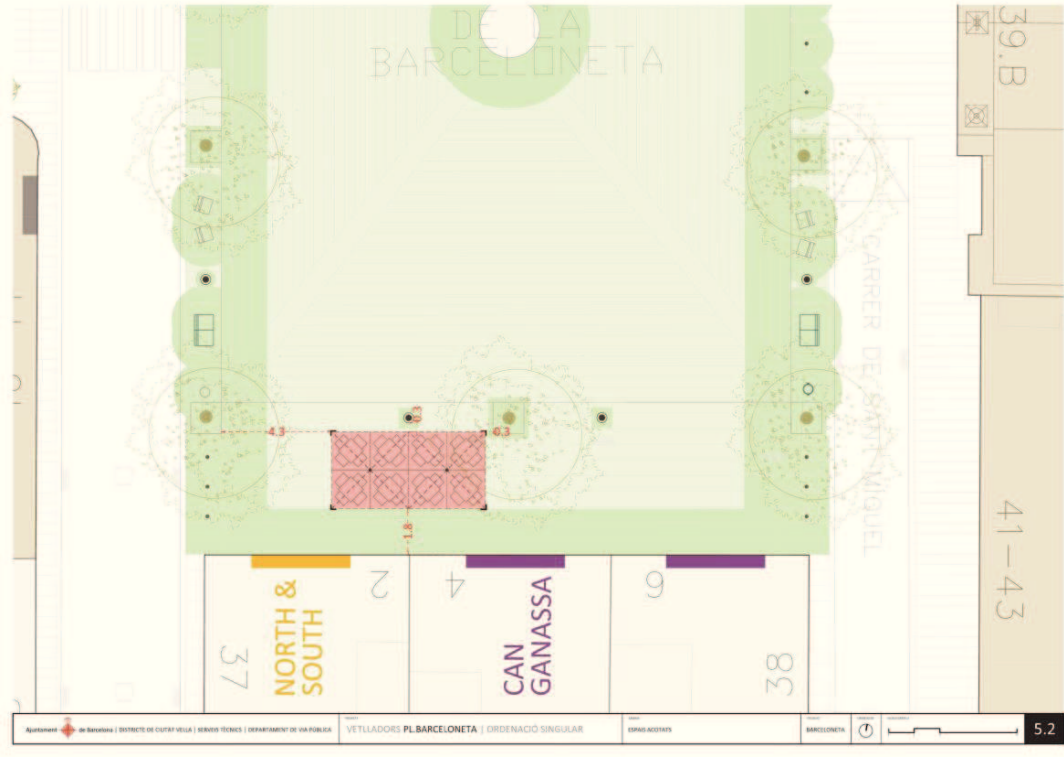 DE LA
BARCELONETA
39.B
CARRER DE SANT MIQUEL
4.3
0.3
0.3
1.8
41-43
2
4
6
NORTH &
SOUTH
CAN
GANASSA
37
38
Ajuntament de Barcelona | DISTRICTE DE CIUTAT VELLA | SERVEIS TÈCNICS | DEPARTAMENT DE VIA PÚBLICA
VETLLADORS PL.BARCELONETA | ORDENACIÓ SINGULAR
ESPAIS ACOTATS
BARCELONETA
5.2